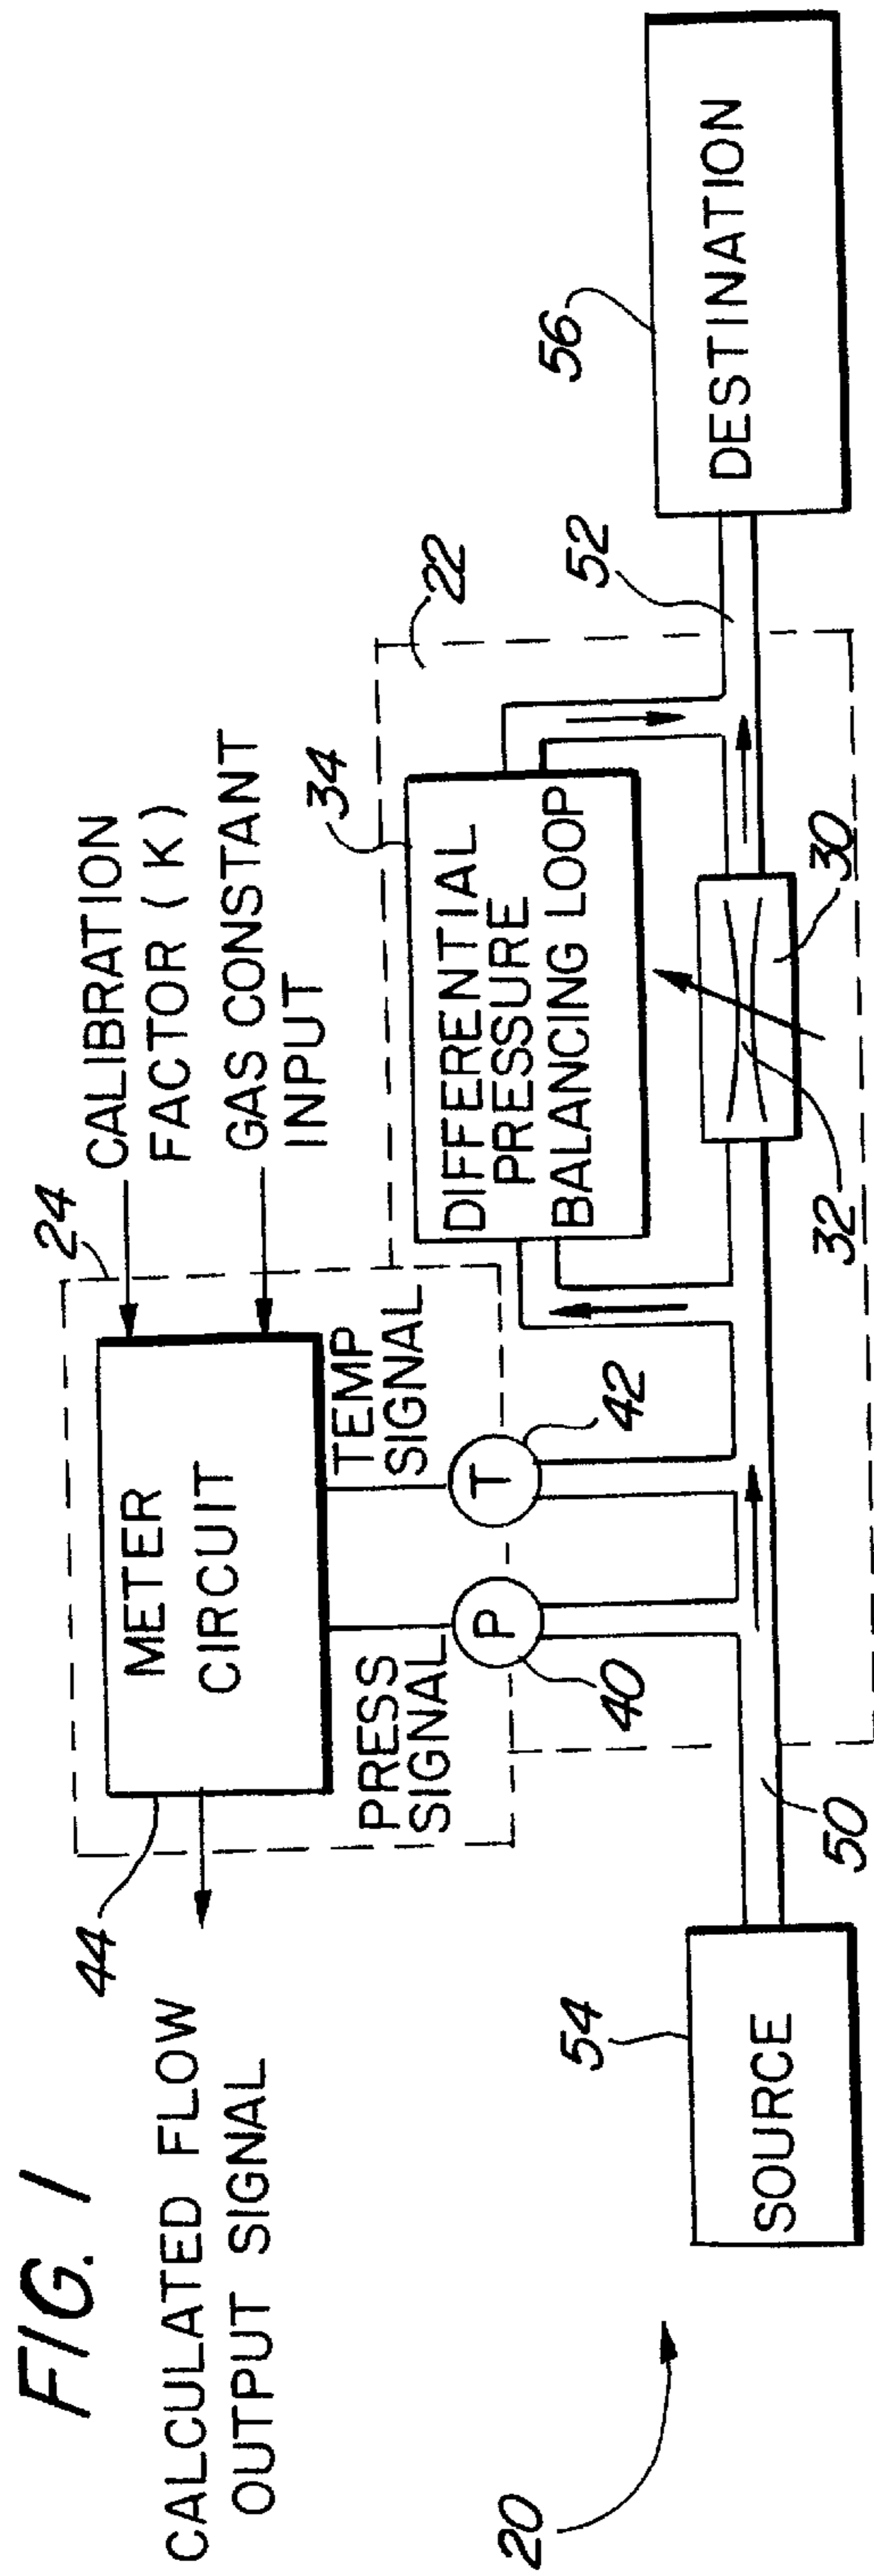 FIG. 1
CALCULATED FLOW
OUTPUT SIGNAL
44
METER
CIRCUIT
24
CALIBRATION
FACTOR (K)
GAS CONSTANT
INPUT
PRESS
SIGNAL
TEMP
SIGNAL
P
40
T
42
34
DIFFERENTIAL
PRESSURE
BALANCING LOOP
22
20
54
SOURCE
50
32
30
52
56
DESTINATION